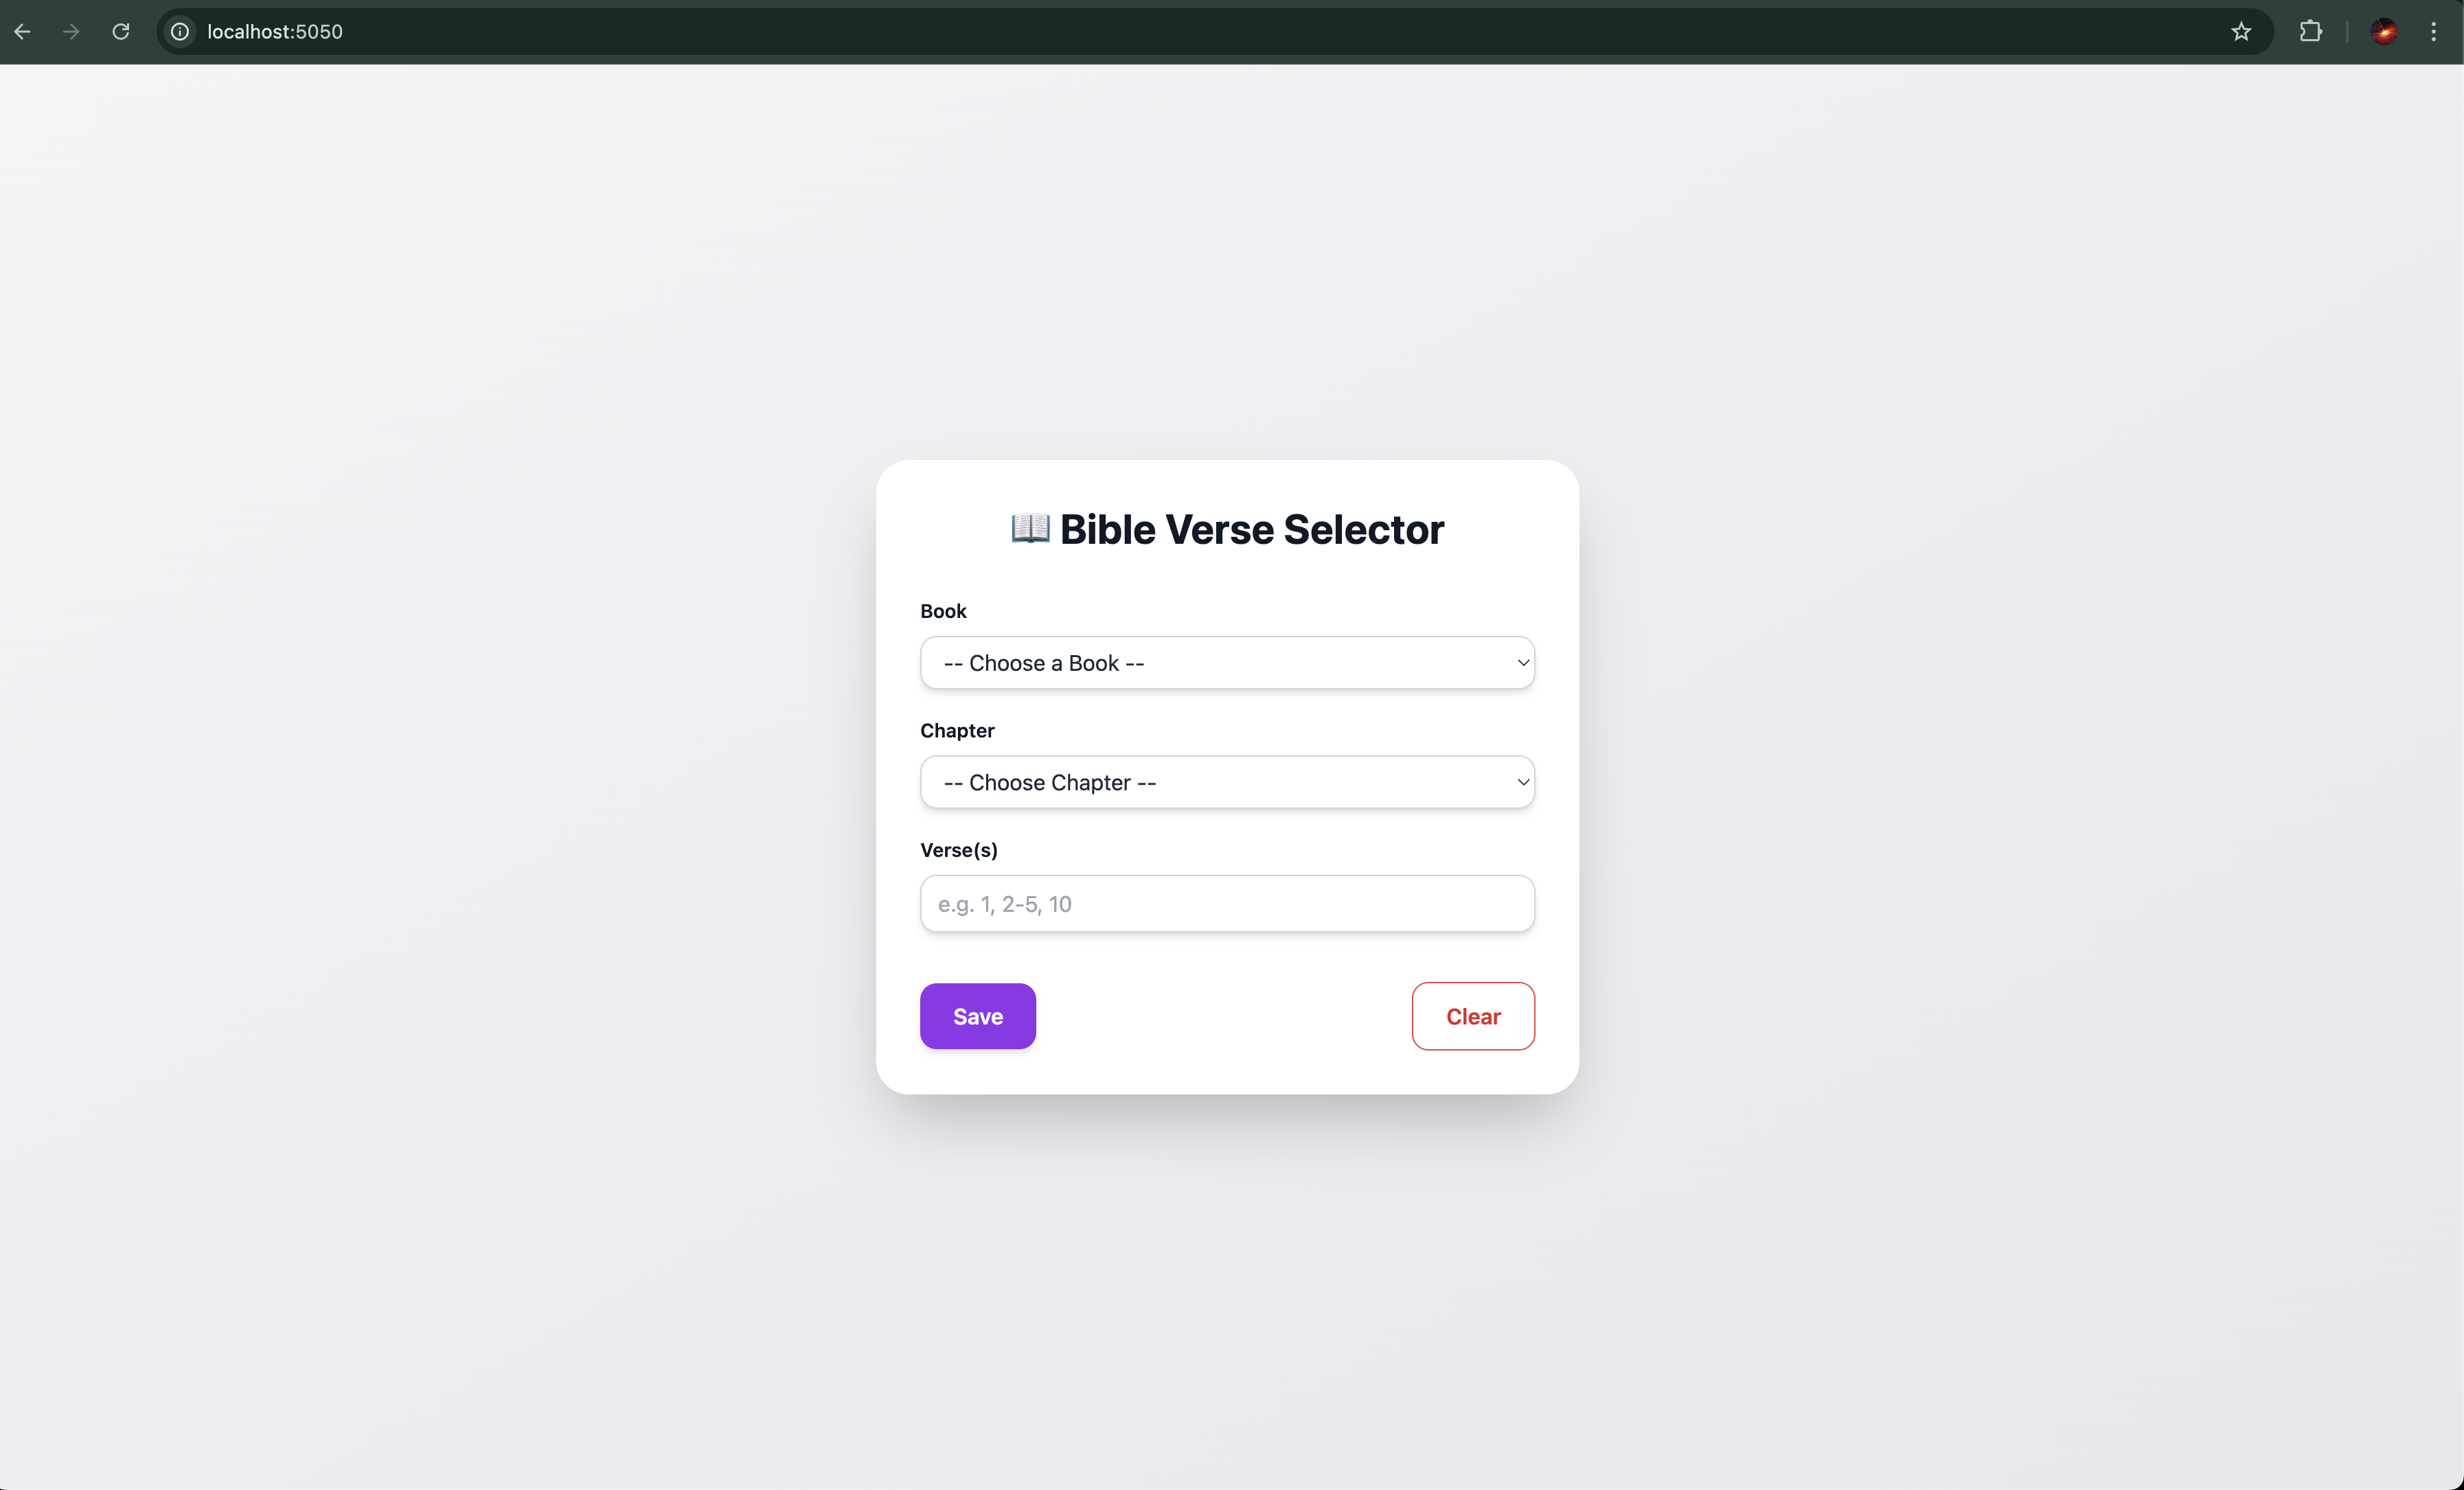 localhost:5050
Bible Verse Selector
Book
-- Choose a Book --
Chapter
-- Choose Chapter --
Verse(s)
e.g. 1, 2-5, 10
Save
Clear